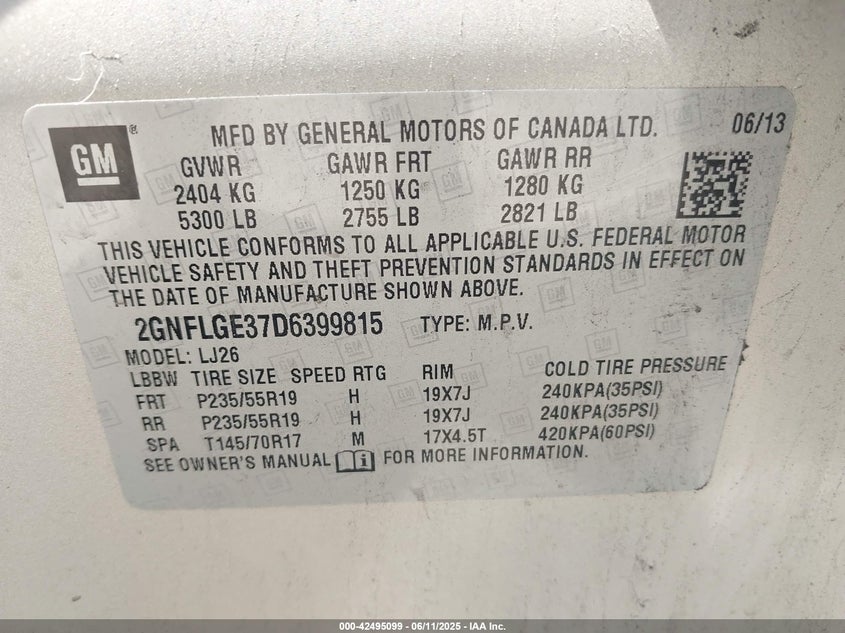 GM ®
MFD BY GENERAL MOTORS OF CANADA LTD. 06/13
GVWR GAWR FRT GAWR RR
2404 KG 1250 KG 1280 KG
5300 LB 2755 LB 2821 LB
THIS VEHICLE CONFORMS TO ALL APPLICABLE U.S. FEDERAL MOTOR
VEHICLE SAFETY AND THEFT PREVENTION STANDARDS IN EFFECT ON
THE DATE OF MANUFACTURE SHOWN ABOVE.
2GNFLGE37D6399815 TYPE: M.P.V.
MODEL: LJ26
LBBW TIRE SIZE SPEED RTG RIM COLD TIRE PRESSURE
FRT P235/55R19 H 19X7J 240KPA(35PSI)
RR P235/55R19 H 19X7J 240KPA(35PSI)
SPA T145/70R17 M 17X4.5T 420KPA(60PSI)
SEE OWNER'S MANUAL i FOR MORE INFORMATION.
000-42495099 - 06/11/2025 - IAA Inc.